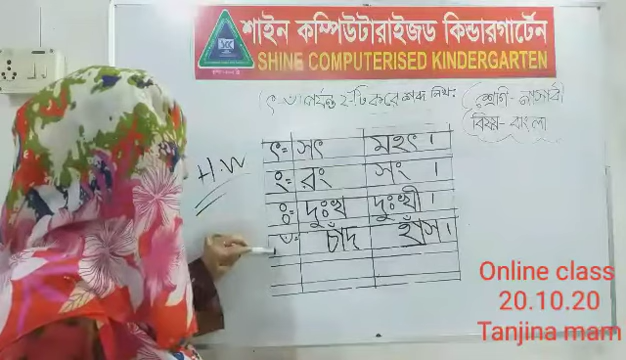 শাইন কম্পিউটারাইজড কিন্ডারগার্টেন
SHINE COMPUTERISED KINDERGARTEN
ৎ-ঁ পর্যন্ত ২টি করে শব্দ লিখ:
শ্রেণি- নার্সারী
বিষয়- বাংলা
H.W
ৎ= সৎ মহৎ।
ং= রং সং।
ঃ= দুঃখ দুঃখী।
ঁ= চাঁদ হাঁস।
Online class
20.10.20
Tanjina mam